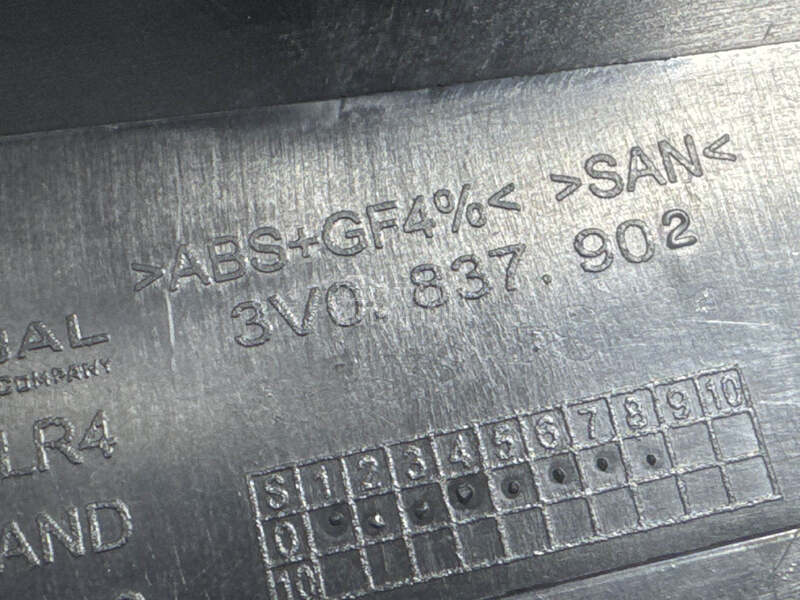 >ABS+GF4%< >SAN<
3V0. 837. 902
BAL
COMPANY
LR4
AND
S 1 2 3 4 5 6 7 8 9 10
0
10